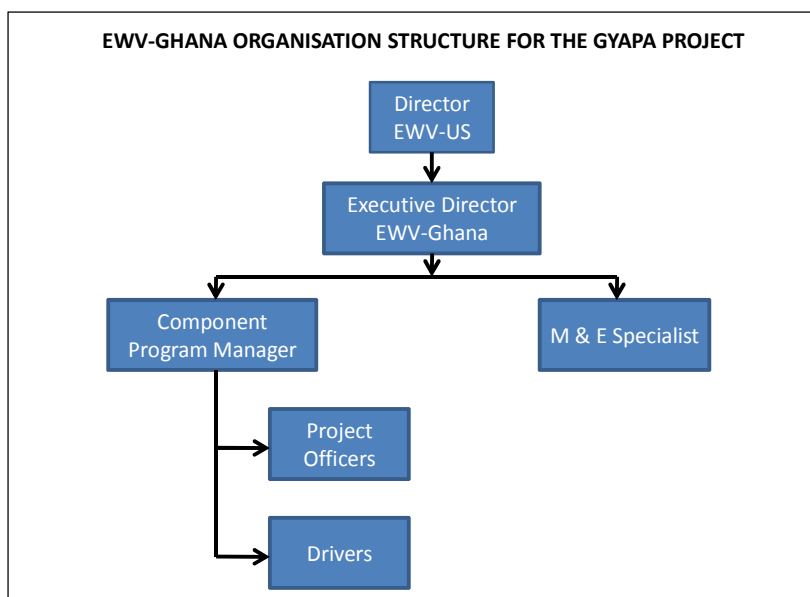 EWV-GHANA ORGANISATION STRUCTURE FOR THE GYAPA PROJECT
Director
EWV-US
Executive Director
EWV-Ghana
Component
Program Manager
M & E Specialist
Project
Officers
Drivers